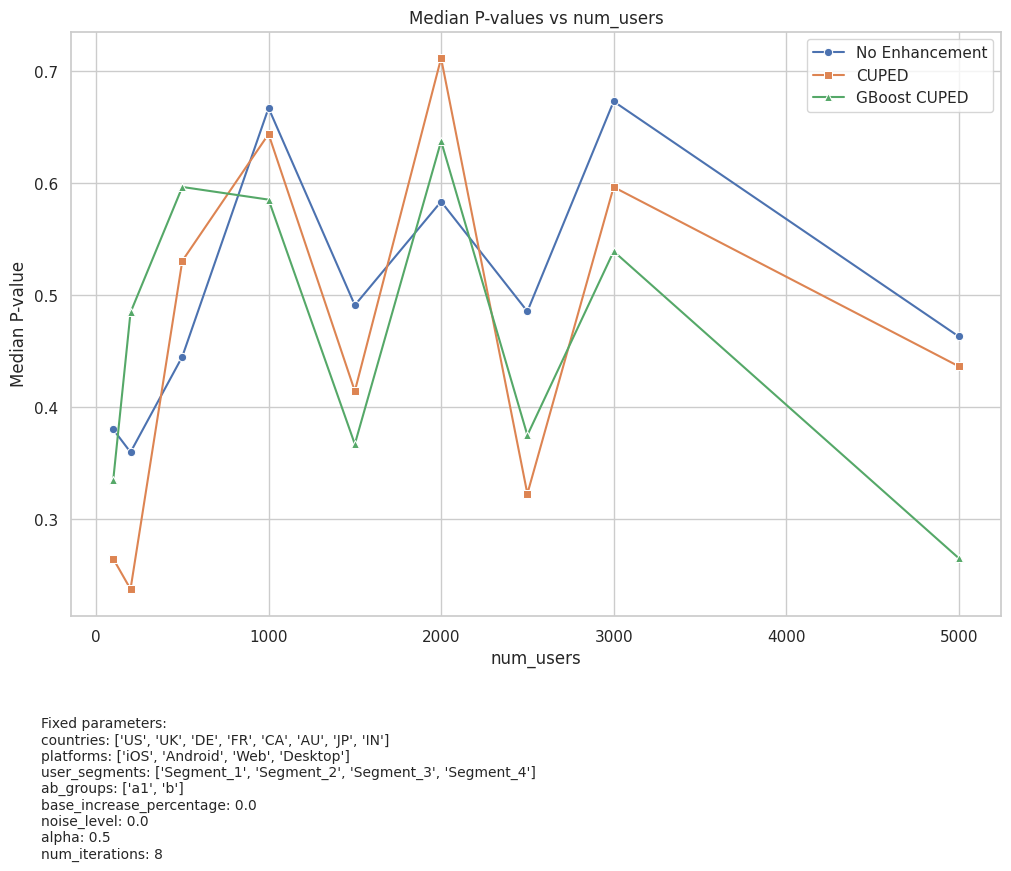 Median P-values vs num_users
No Enhancement
CUPED
GBoost CUPED
Median P-value
0.7
0.6
0.5
0.4
0.3
0
1000
2000
3000
4000
5000
num_users
Fixed parameters:
countries: ['US', 'UK', 'DE', 'FR', 'CA', 'AU', 'JP', 'IN']
platforms: ['iOS', 'Android', 'Web', 'Desktop']
user_segments: ['Segment_1', 'Segment_2', 'Segment_3', 'Segment_4']
ab_groups: ['a1', 'b']
base_increase_percentage: 0.0
noise_level: 0.0
alpha: 0.5
num_iterations: 8